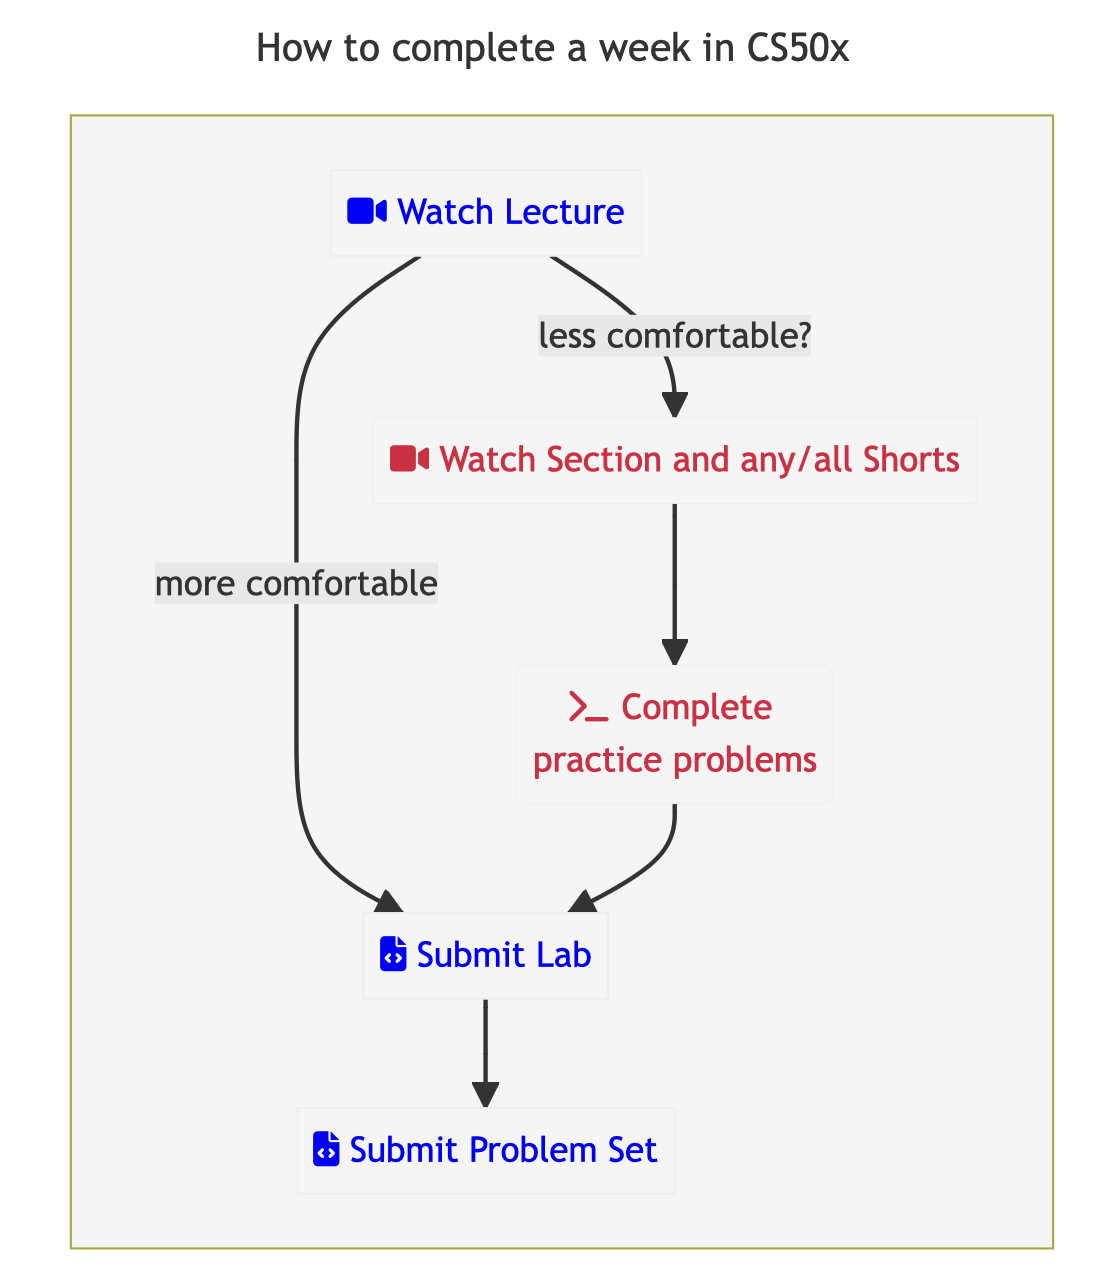 How to complete a week in CS50x
Watch Lecture
less comfortable?
Watch Section and any/all Shorts
more comfortable
Complete
practice problems
Submit Lab
Submit Problem Set